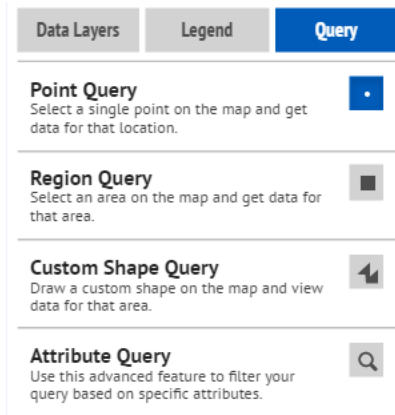 Data Layers Legend Query
Point Query
Select a single point on the map and get
data for that location.
Region Query
Select an area on the map and get data for
that area.
Custom Shape Query
Draw a custom shape on the map and view
data for that area.
Attribute Query
Use this advanced feature to filter your
query based on specific attributes.